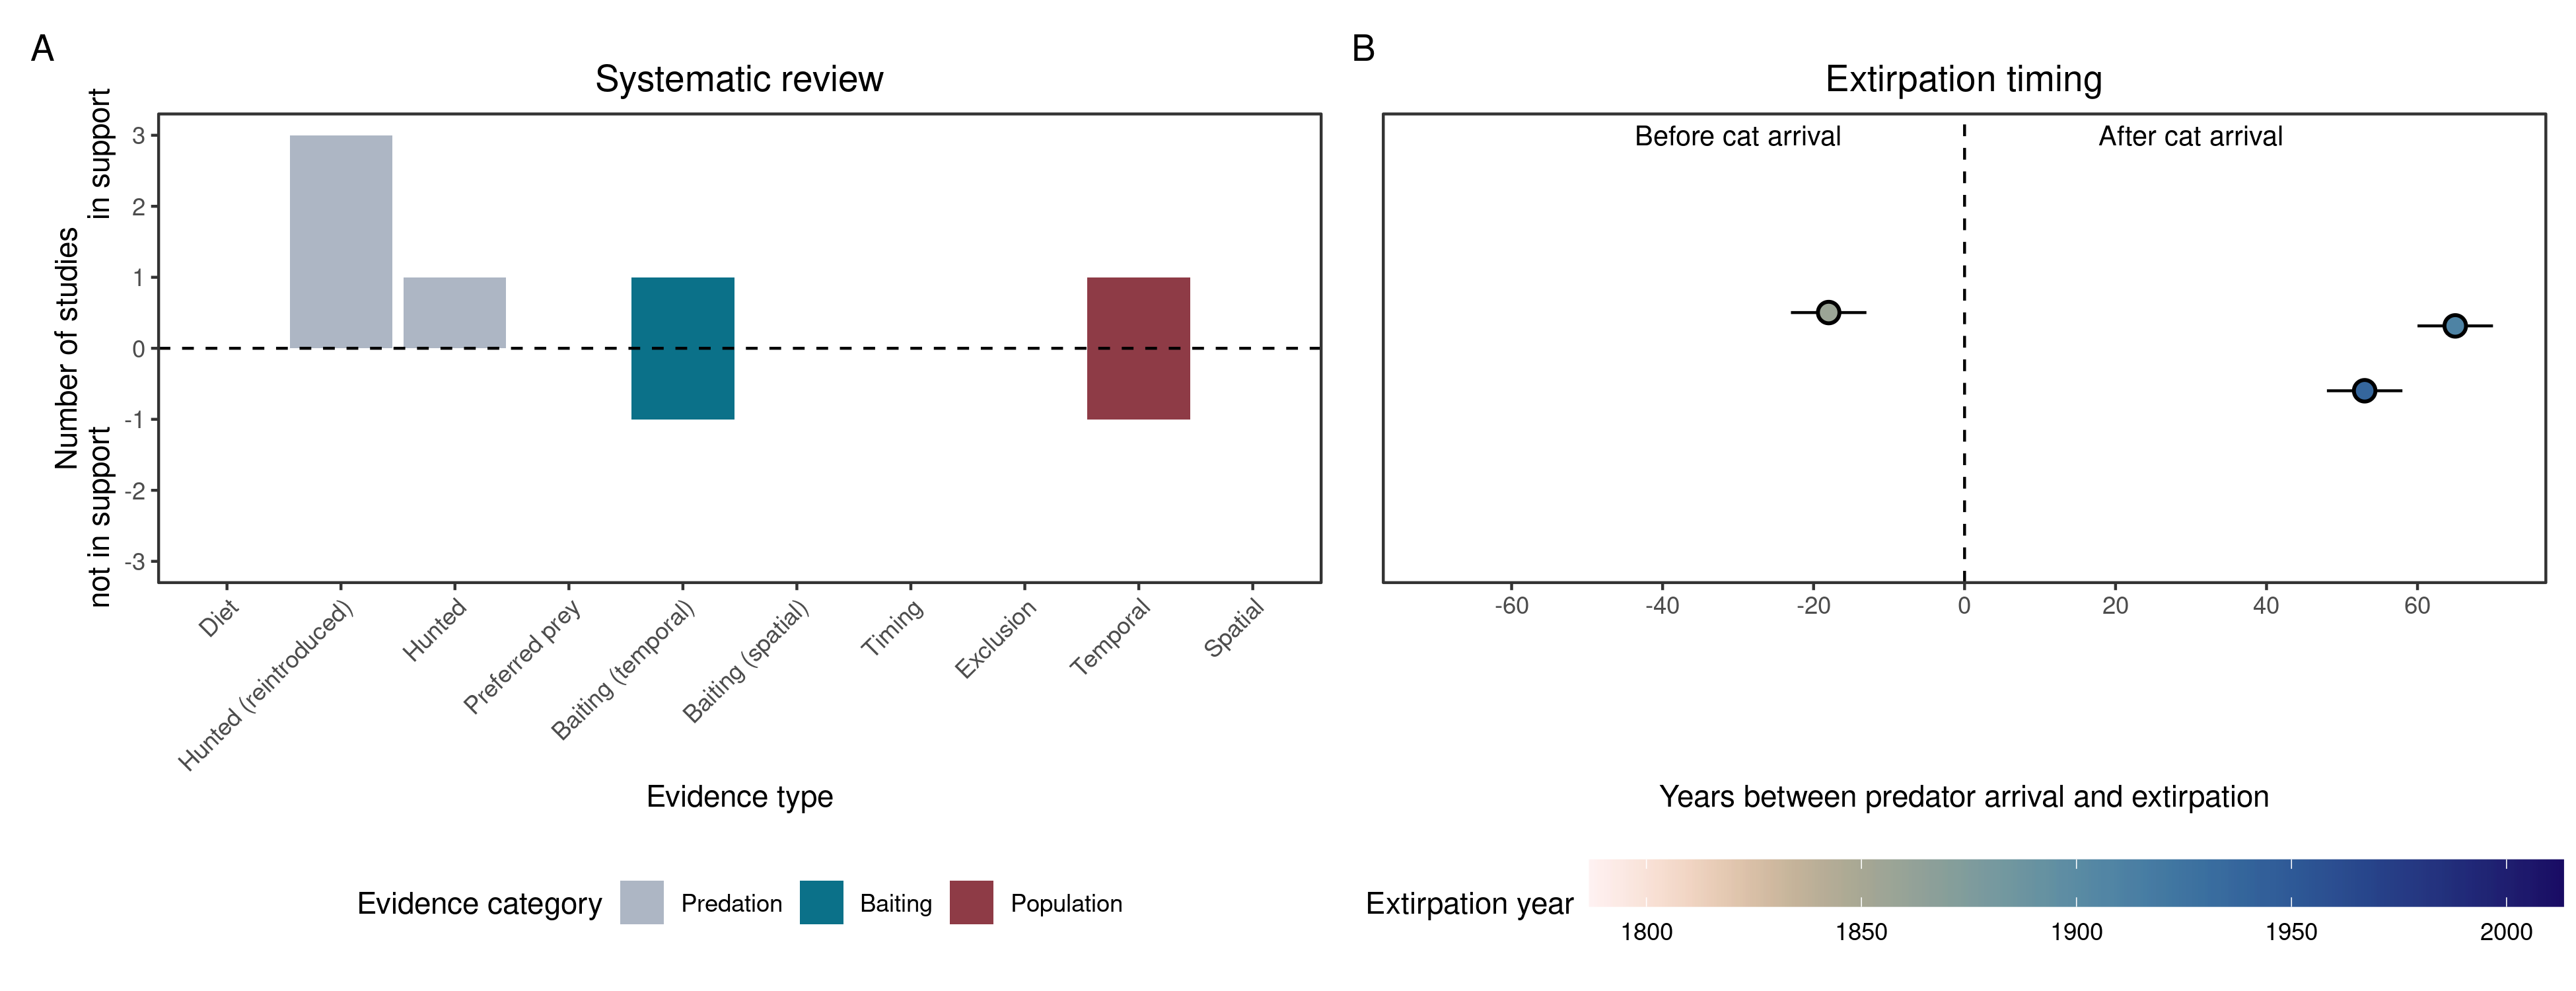 A
Systematic review
Number of studies
not in support
in support
3
2
1
0
-1
-2
-3
Diet
Hunted (reintroduced)
Hunted
Preferred prey
Baiting (temporal)
Baiting (spatial)
Timing
Exclusion
Temporal
Spatial
Evidence type
Evidence category
Predation
Baiting
Population
B
Extirpation timing
Before cat arrival
After cat arrival
-60
-40
-20
0
20
40
60
Years between predator arrival and extirpation
Extirpation year
1800
1850
1900
1950
2000